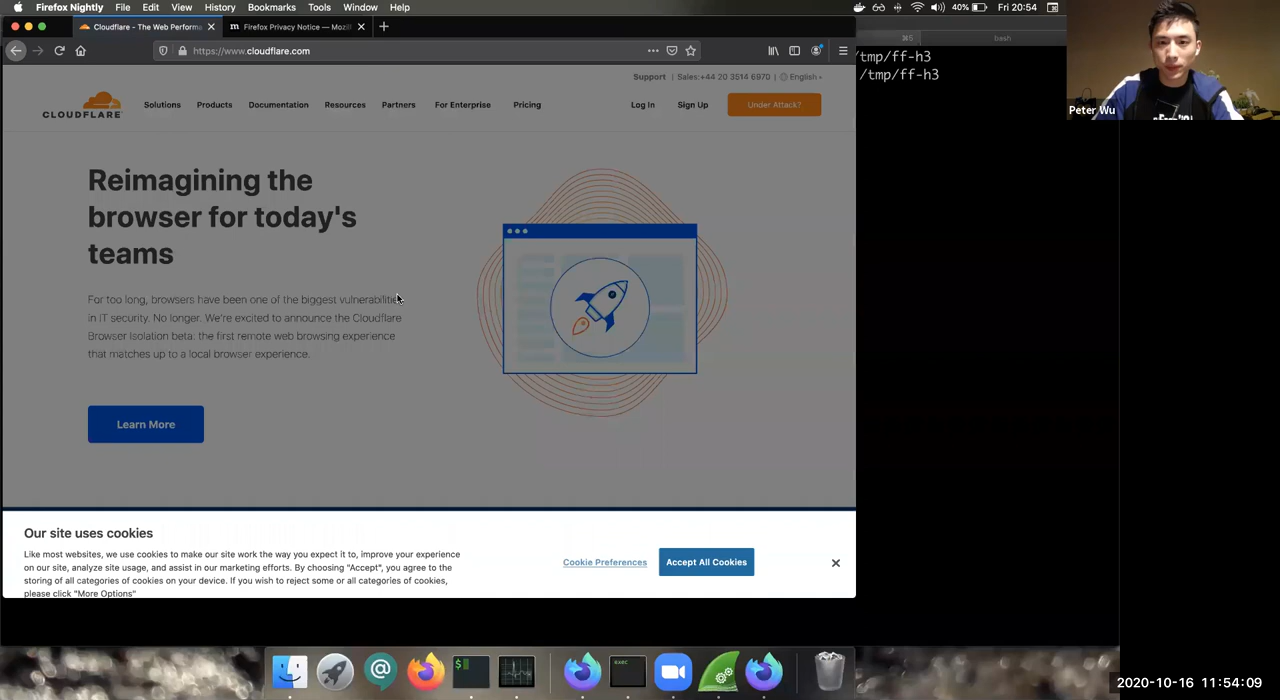 Firefox Nightly File Edit View History Bookmarks Tools Window Help
40% Fri 20:54
Cloudflare - The Web Performa
Firefox Privacy Notice — Mozil
https://www.cloudflare.com
⌘5
bash
/tmp/ff-h3
/tmp/ff-h3
Peter Wu
Support | Sales:+44 20 3514 6970 | English
CLOUDFLARE
Solutions Products Documentation Resources Partners For Enterprise Pricing Log In Sign Up Under Attack?
Reimagining the
browser for today's
teams
For too long, browsers have been one of the biggest vulnerabilities
in IT security. No longer. We're excited to announce the Cloudflare
Browser Isolation beta: the first remote web browsing experience
that matches up to a local browser experience.
Learn More
Our site uses cookies
Like most websites, we use cookies to make our site work the way you expect it to, improve your experience
on our site, analyze site usage, and assist in our marketing efforts. By choosing "Accept", you agree to the
storing of all categories of cookies on your device. If you wish to reject some or all categories of cookies,
please click "More Options"
Cookie Preferences
Accept All Cookies
exec
2020-10-16 11:54:09